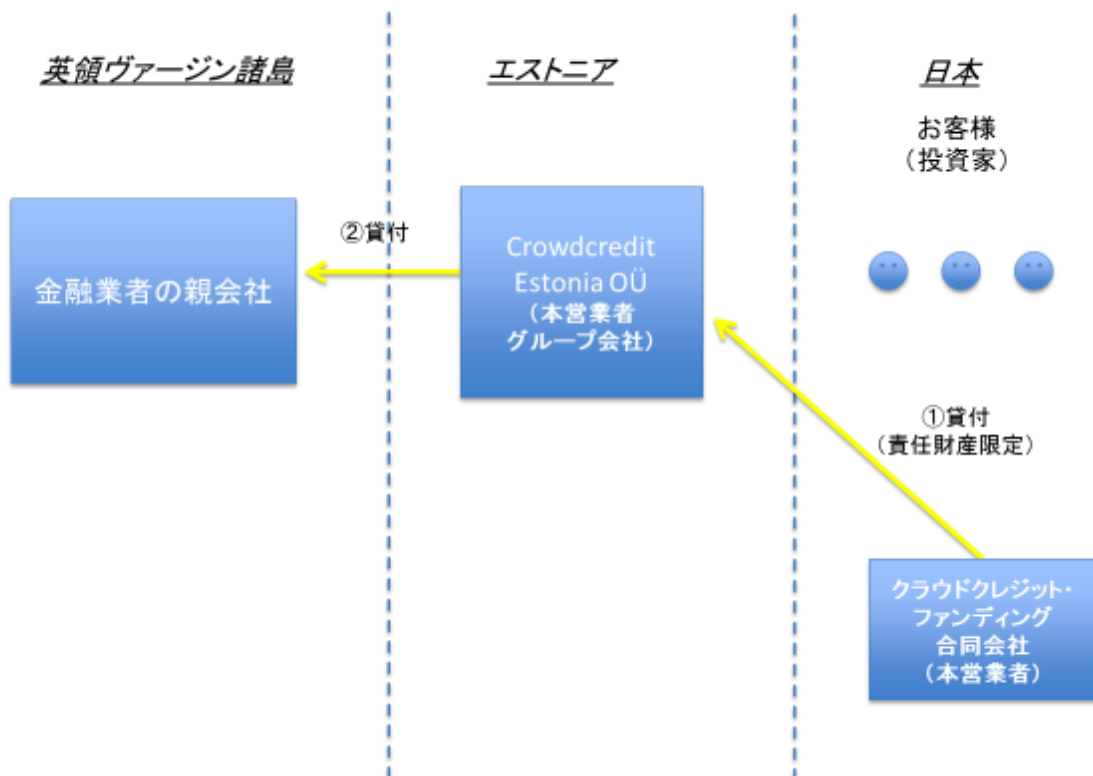 英領ヴァージン諸島
エストニア
日本
お客様
（投資家）
金融業者の親会社
②貸付
Crowdcredit
Estonia OÜ
（本営業者
グループ会社）
①貸付
（責任財産限定）
クラウドクレジット・
ファンディング
合同会社
（本営業者）